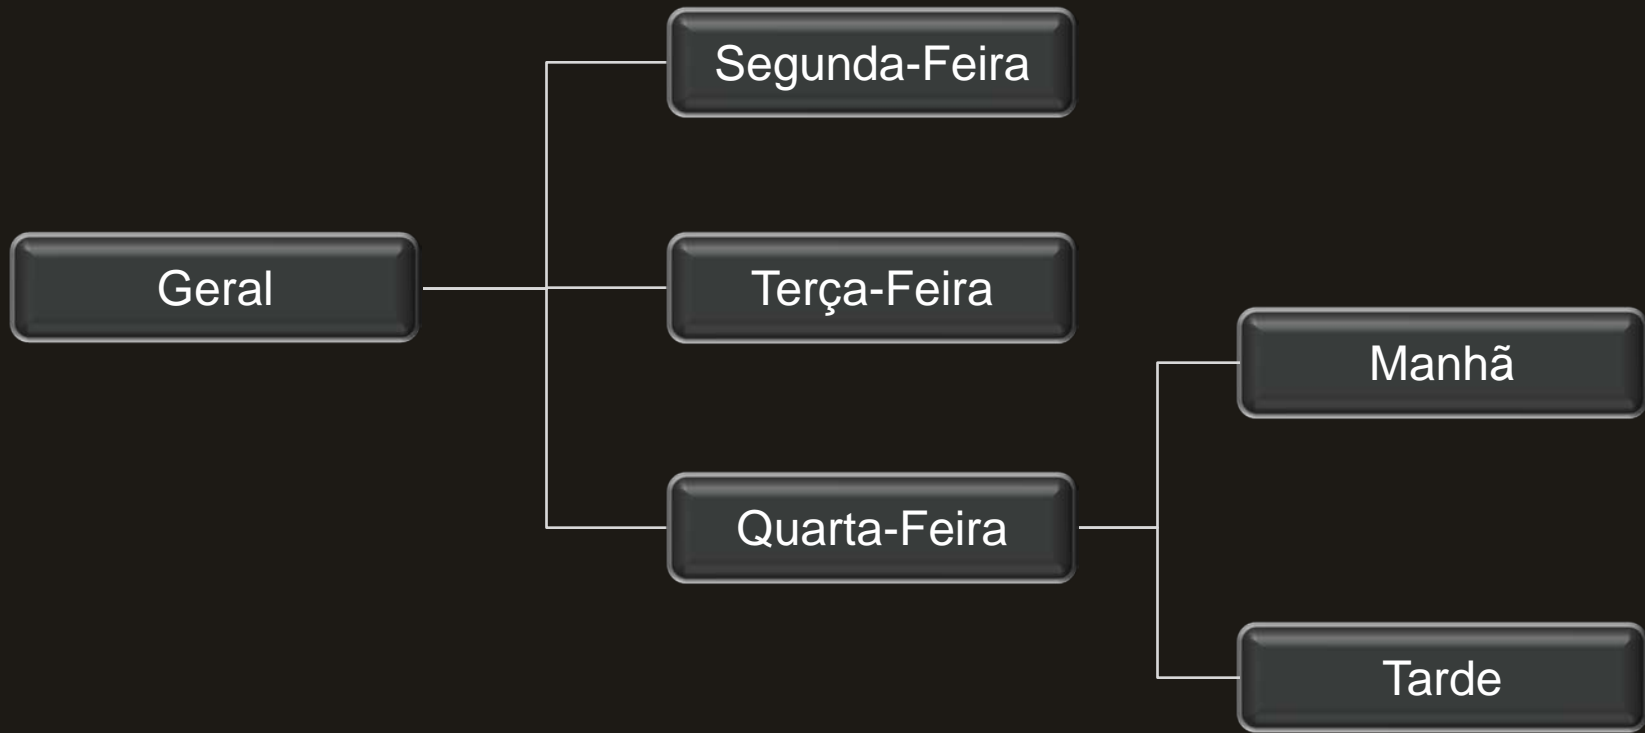 Segunda-Feira
Geral
Terça-Feira
Manhã
Quarta-Feira
Tarde